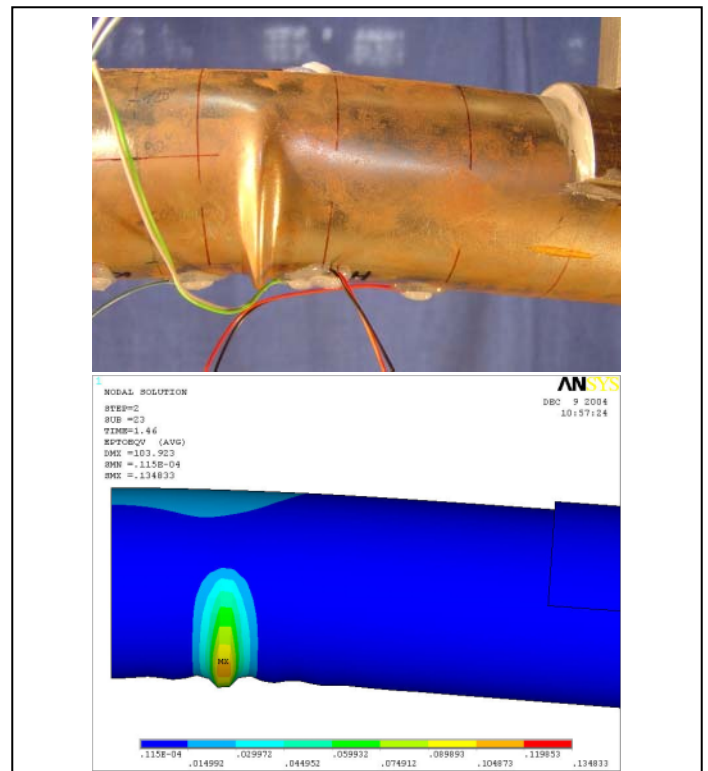 1
NODAL SOLUTION
ANSYS
STEP=2
SUB =23
TIME=1.46
EPTOEQV (AVG)
DMX =103.923
SMN =.115E-04
SMX =.134833
DEC 9 2004
10:57:24
MX
.115E-04 .029972 .059932 .089893 .119853
.014992 .044952 .074912 .104873 .134833